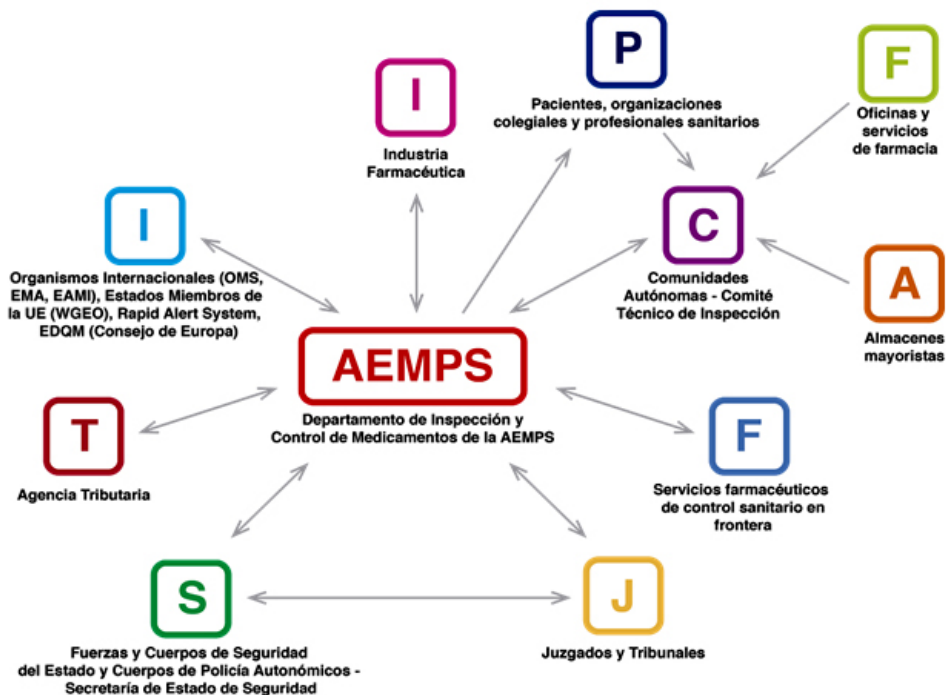 P
Pacientes, organizaciones
colegiales y profesionales sanitarios
F
Oficinas y
servicios
de farmacia
I
Industria
Farmacéutica
I
Organismos Internacionales (OMS,
EMA, EAMI), Estados Miembros de
la UE (WGEO), Rapid Alert System,
EDQM (Consejo de Europa)
C
Comunidades
Autónomas - Comité
Técnico de Inspección
A
Almacenes
mayoristas
AEMPS
Departamento de Inspección y
Control de Medicamentos de la AEMPS
T
Agencia Tributaria
F
Servicios farmacéuticos
de control sanitario en
frontera
S
Fuerzas y Cuerpos de Seguridad
del Estado y Cuerpos de Policía Autonómicos -
Secretaría de Estado de Seguridad
J
Juzgados y Tribunales